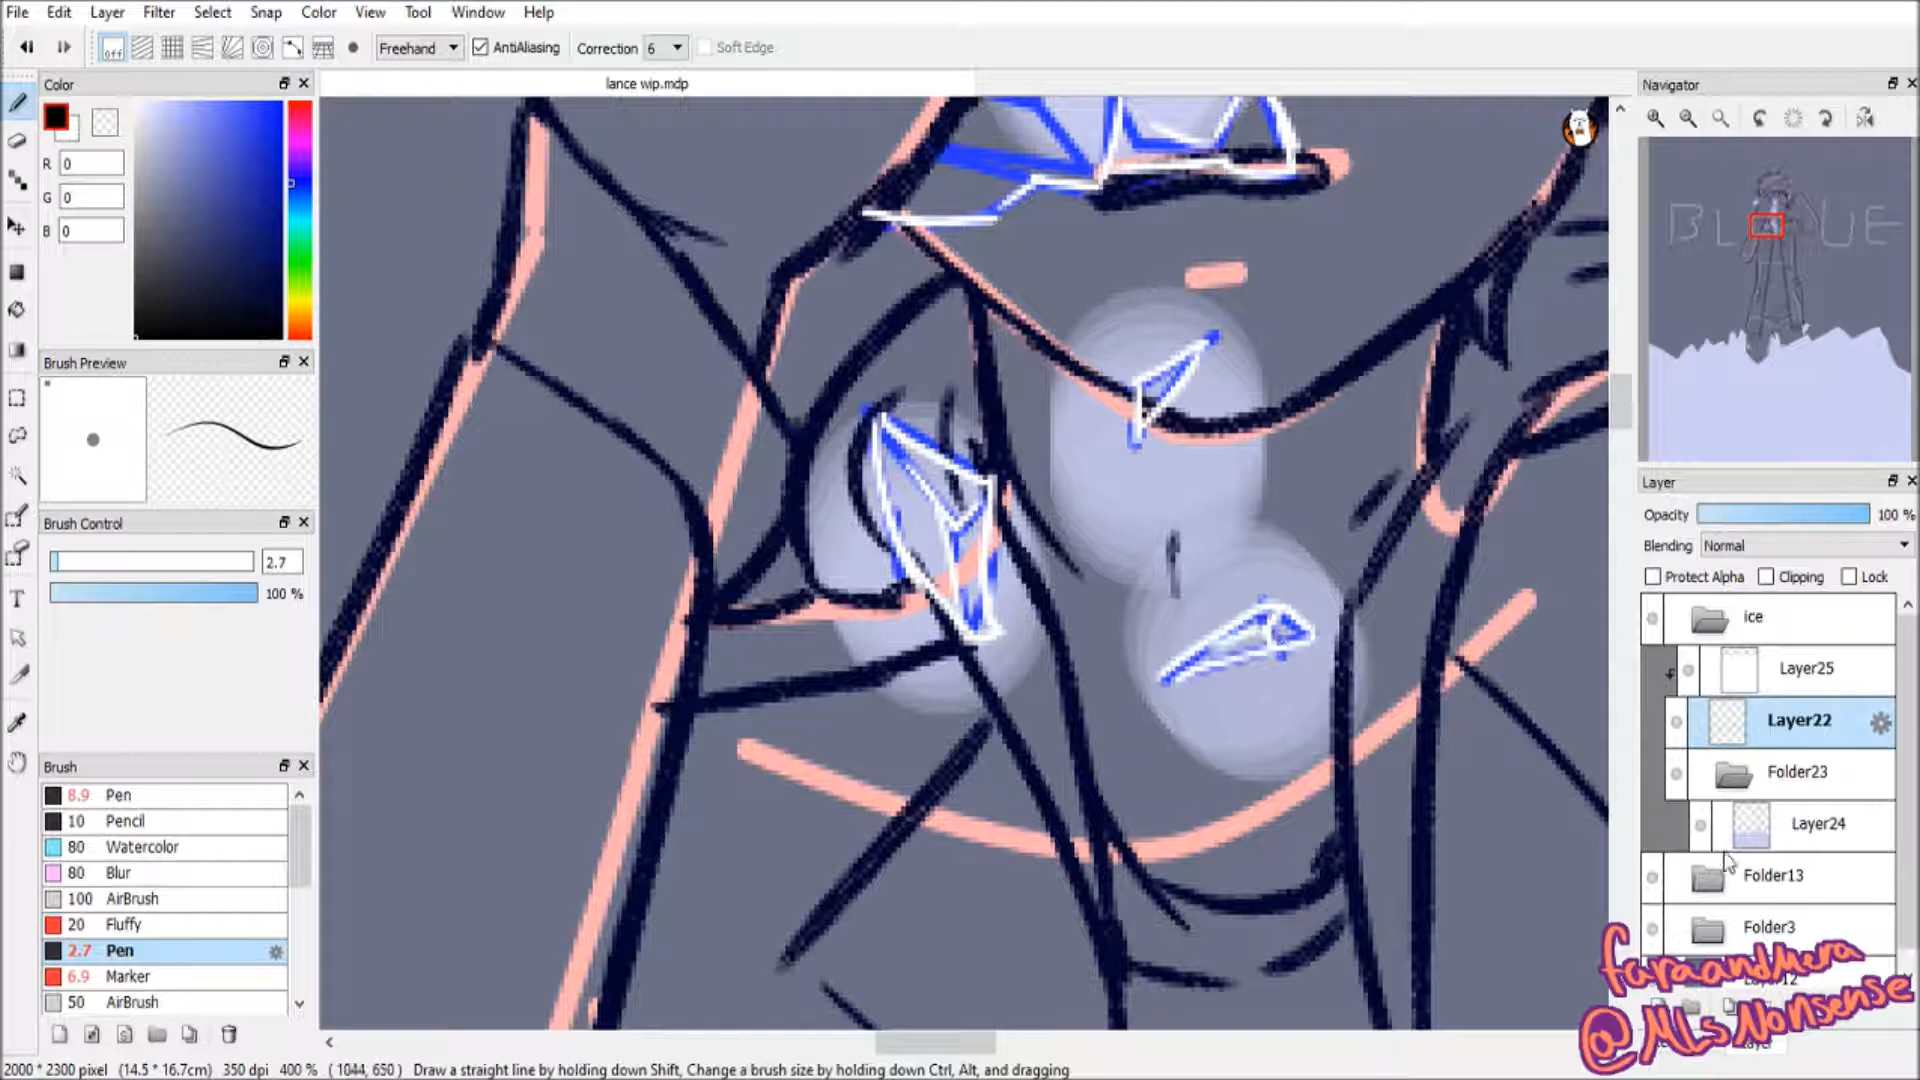 File Edit Layer Filter Select Snap Color View Tool Window Help
off Freehand AntiAliasing Correction 6 Soft Edge
lance wip.mdp
Color
R 0
G 0
B 0
Brush Preview
Brush Control
2.7
100 %
Brush
8.9 Pen
10 Pencil
80 Watercolor
80 Blur
100 AirBrush
20 Fluffy
2.7 Pen
6.9 Marker
50 AirBrush
Navigator
BL UE
Layer
Opacity 100 %
Blending Normal
Protect Alpha Clipping Lock
ice
Layer25
Layer22
Folder23
Layer24
Folder13
Folder3
faraandmera
@MLsNonsense
2000 * 2300 pixel (14.5 * 16.7cm) 350 dpi 400 % ( 1044, 650 ) Draw a straight line by holding down Shift, Change a brush size by holding down Ctrl, Alt, and dragging